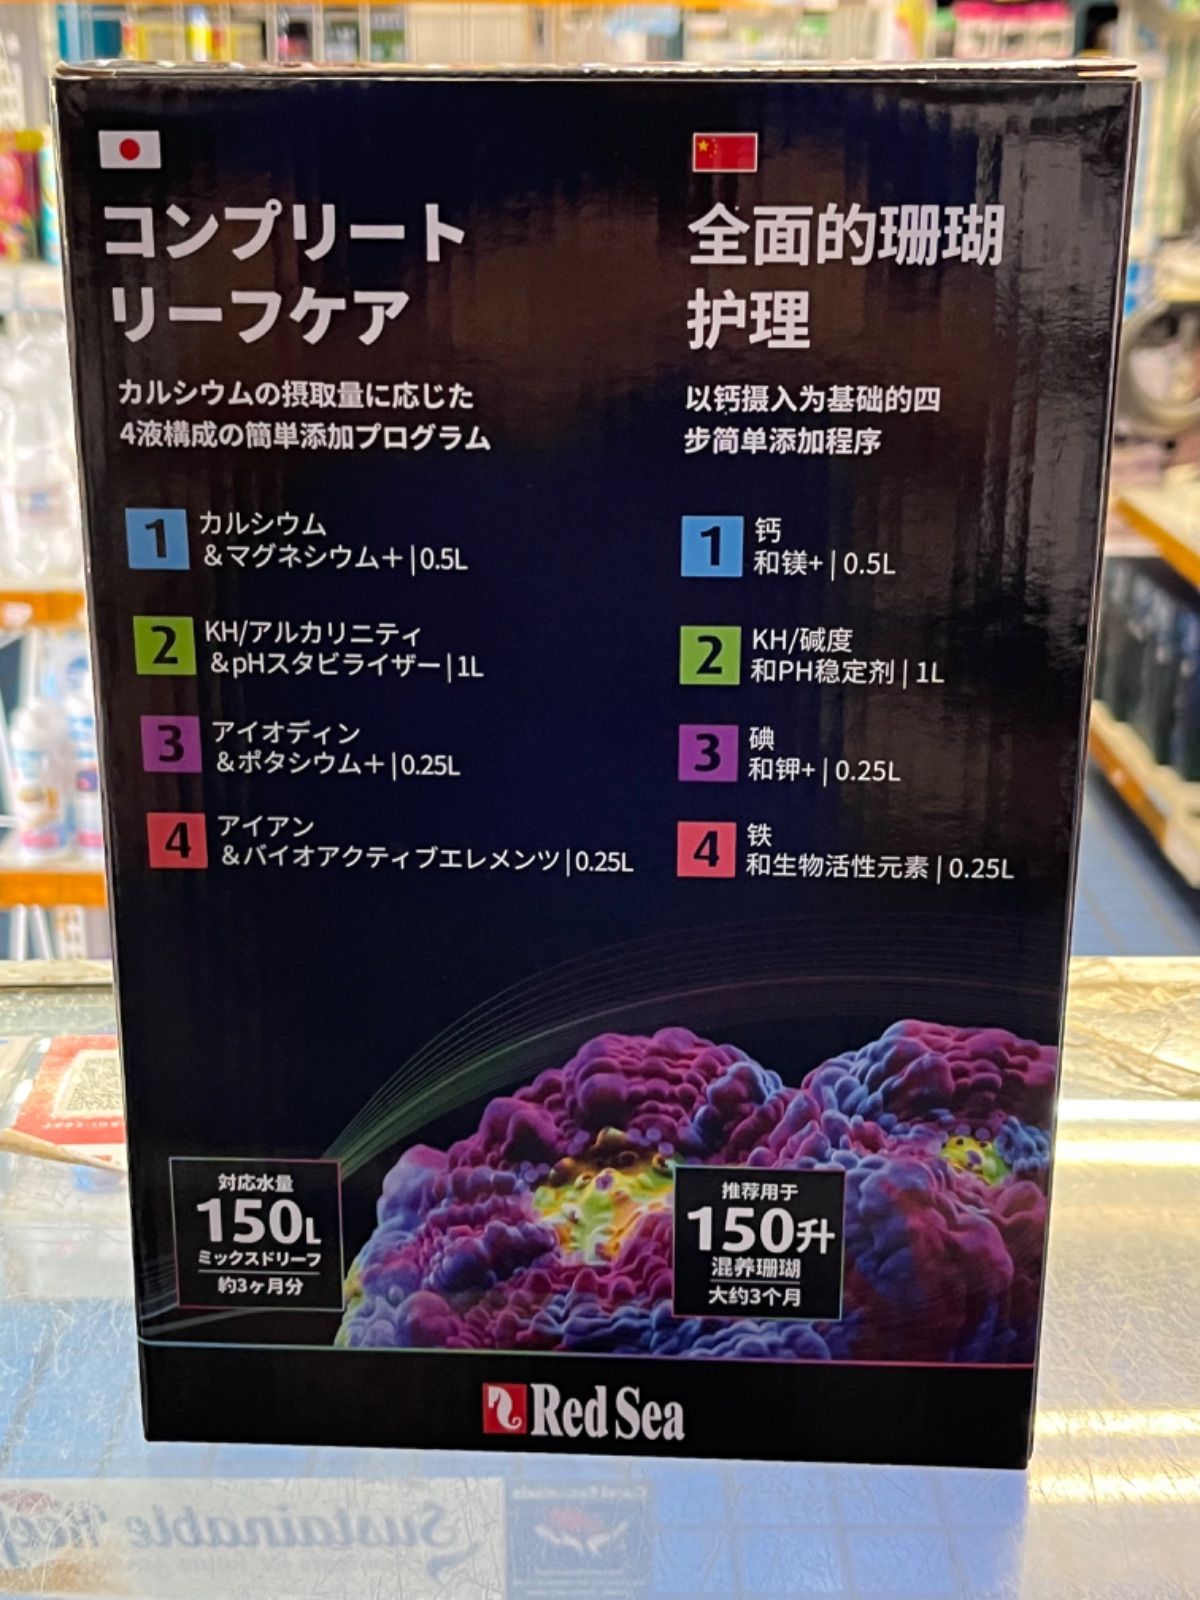 コンプリート
リーフケア
カルシウムの摂取量に応じた
4液構成の簡単添加プログラム
1 カルシウム
&マグネシウム+ | 0.5L
2 KH/アルカリニティ
&pHスタビライザー | 1L
3 アイオディン
&ポタシウム+ | 0.25L
4 アイアン
&バイオアクティブエレメンツ | 0.25L
対応水量
150L
ミックスドリーフ
約3ヶ月分
全面的珊瑚
护理
以钙摄入为基础的四
步简单添加程序
1 钙
和镁+ | 0.5L
2 KH/碱度
和PH稳定剂 | 1L
3 碘
和钾+ | 0.25L
4 铁
和生物活性元素 | 0.25L
推荐用于
150升
混养珊瑚
大约3个月
Red Sea
Sustainable Reef